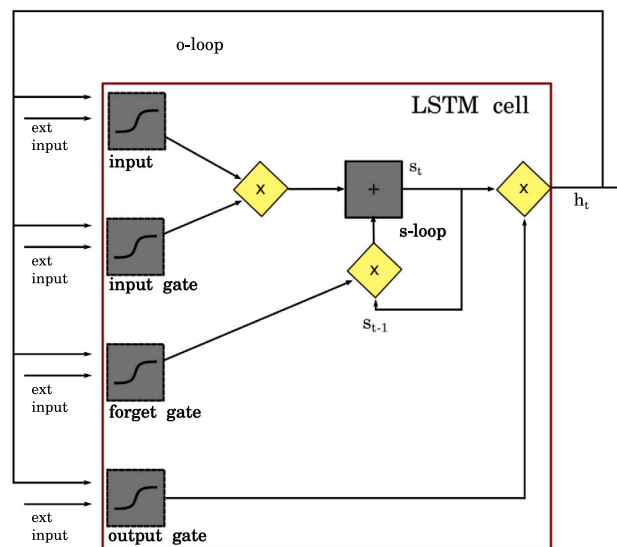 o-loop
LSTM cell
ext
input
input
x
+
s_t
x
h_t
s-loop
ext
input
input gate
x
s_{t-1}
ext
input
forget gate
ext
input
output gate